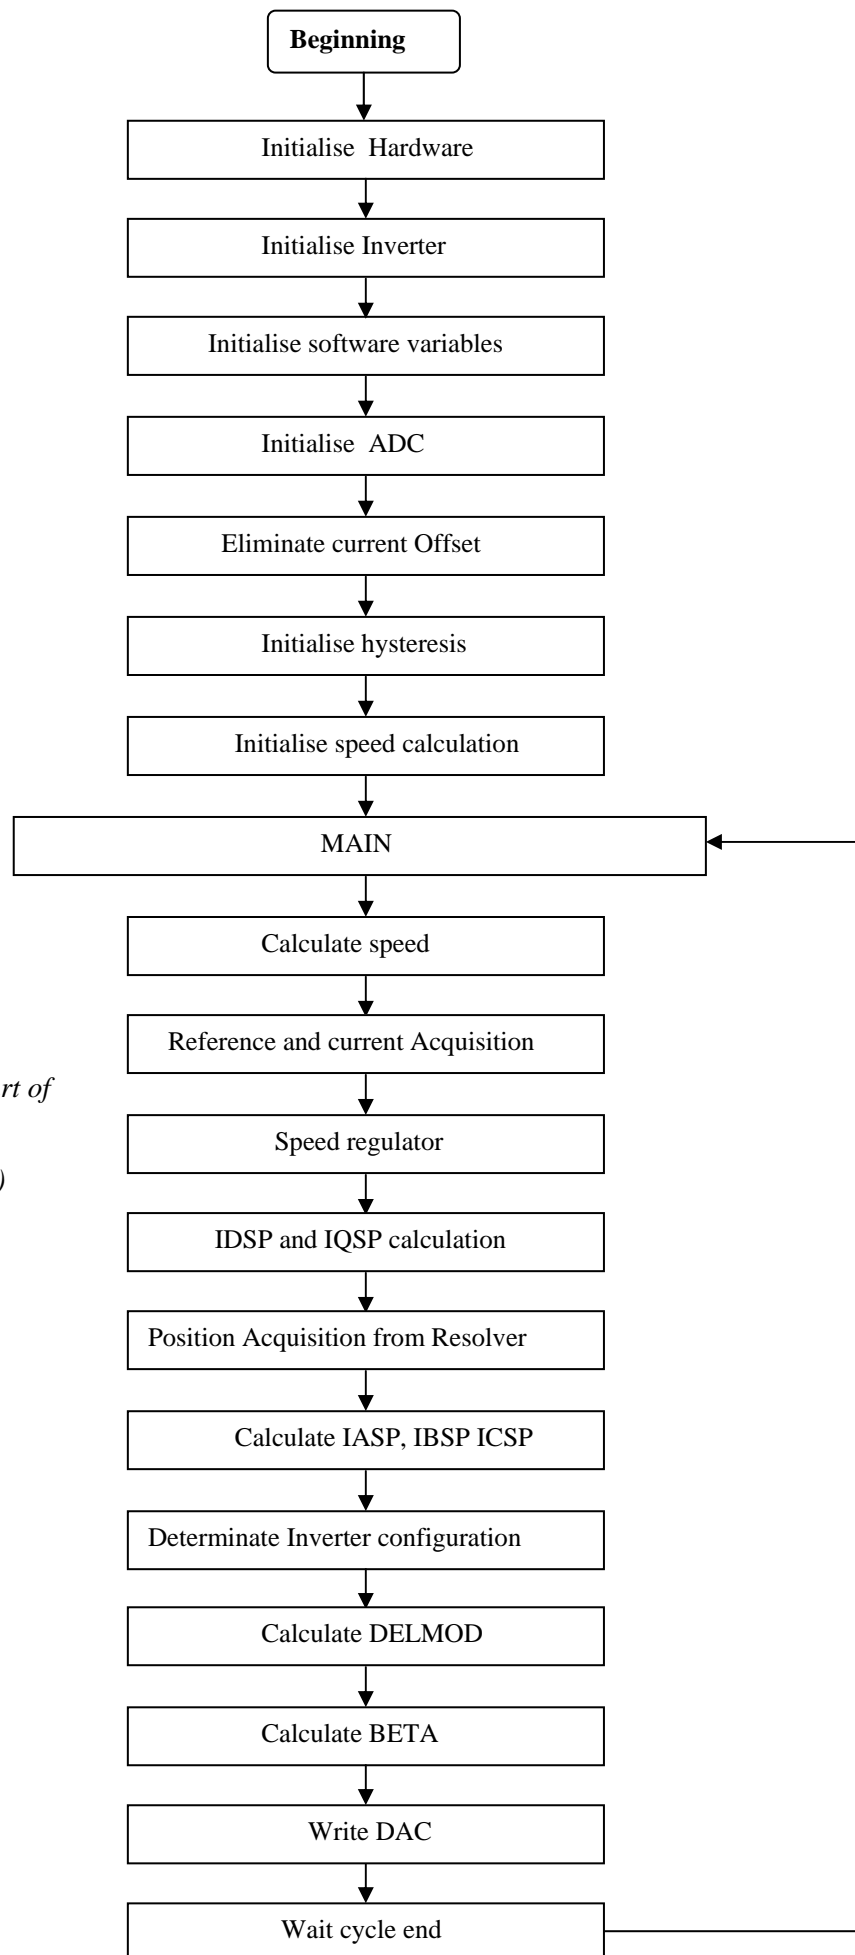 Beginning
Initialise Hardware
Initialise Inverter
Initialise software variables
Initialise ADC
Eliminate current Offset
Initialise hysteresis
Initialise speed calculation
MAIN
Calculate speed
Reference and current Acquisition
rt of
Speed regulator
)
IDSP and IQSP calculation
Position Acquisition from Resolver
Calculate IASP, IBSP ICSP
Determinate Inverter configuration
Calculate DELMOD
Calculate BETA
Write DAC
Wait cycle end